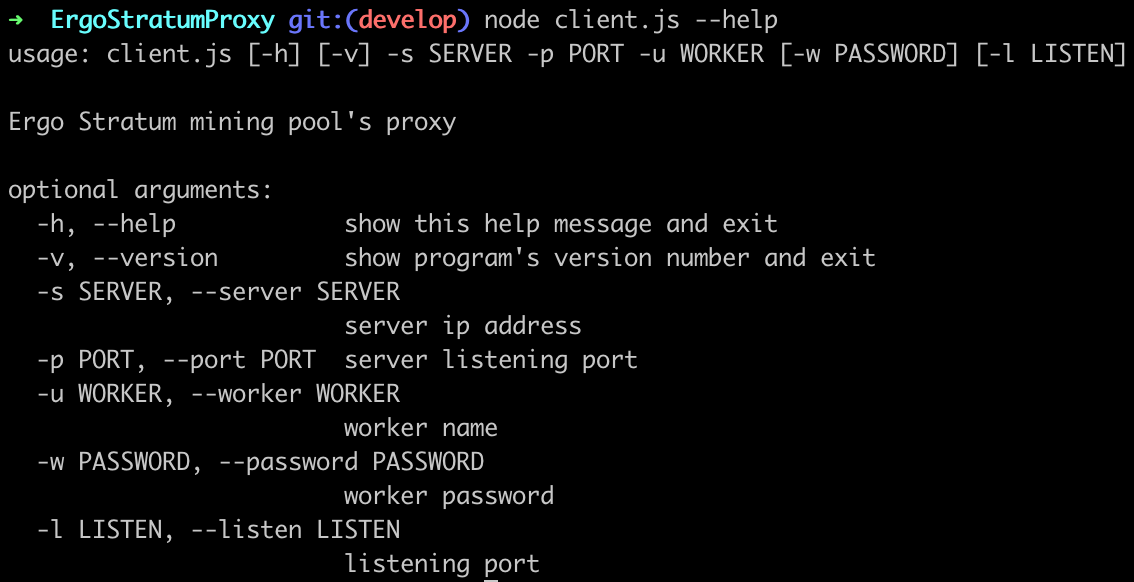 ➜ ErgoStratumProxy git:(develop) node client.js --help
usage: client.js [-h] [-v] -s SERVER -p PORT -u WORKER [-w PASSWORD] [-l LISTEN]
Ergo Stratum mining pool's proxy
optional arguments:
-h, --help show this help message and exit
-v, --version show program's version number and exit
-s SERVER, --server SERVER
server ip address
-p PORT, --port PORT server listening port
-u WORKER, --worker WORKER
worker name
-w PASSWORD, --password PASSWORD
worker password
-l LISTEN, --listen LISTEN
listening port